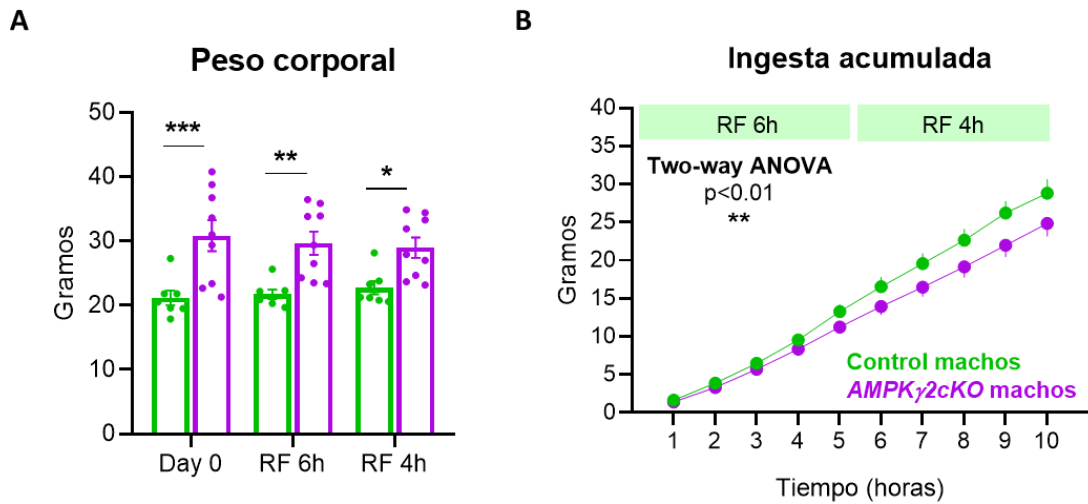 A
Peso corporal
Gramos
50
40
30
20
10
0
***
**
*
Day 0
RF 6h
RF 4h
B
Ingesta acumulada
Gramos
40
35
30
25
20
15
10
5
0
RF 6h
RF 4h
Two-way ANOVA
p<0.01
**
Control machos
AMPKγ2cKO machos
1 2 3 4 5 6 7 8 9 10
Tiempo (horas)